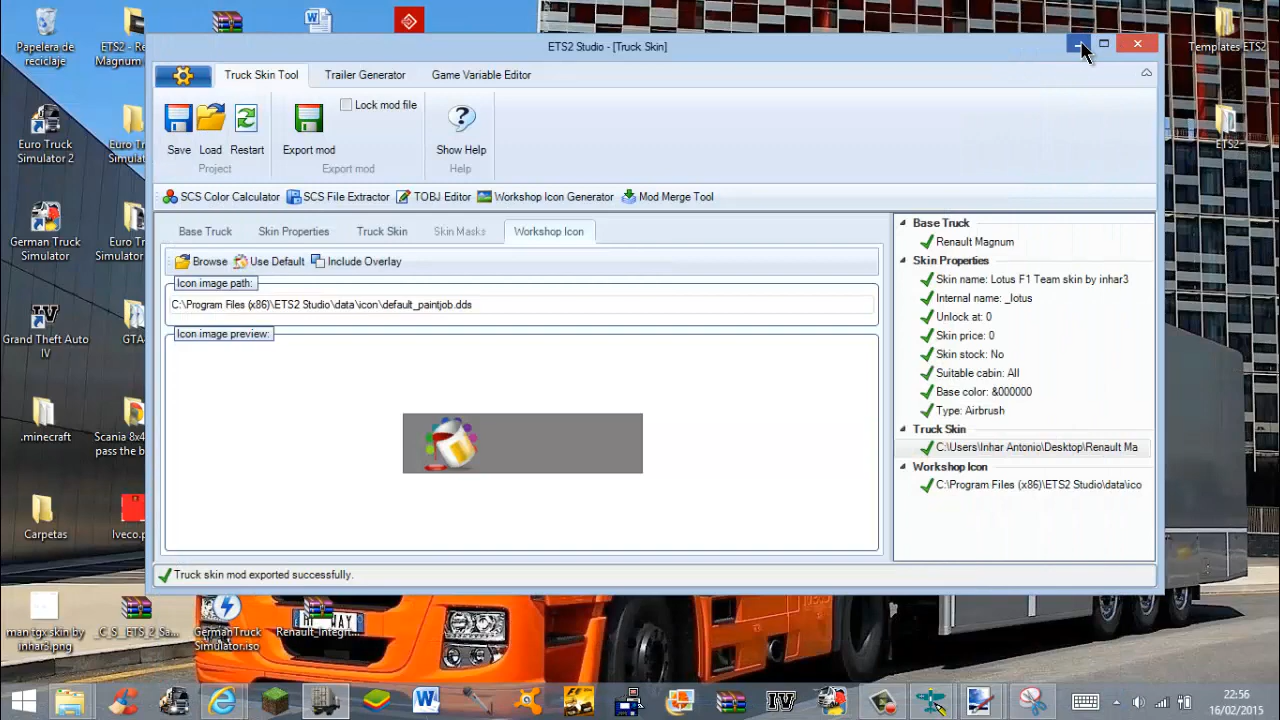 ETS2 Studio - [Truck Skin]
Truck Skin Tool
Trailer Generator
Game Variable Editor
Save
Load
Restart
Project
Export mod
Lock mod file
Export mod
Show Help
Help
SCS Color Calculator
SCS File Extractor
TOBJ Editor
Workshop Icon Generator
Mod Merge Tool
Base Truck
Skin Properties
Truck Skin
Skin Masks
Workshop Icon
Browse
Use Default
Include Overlay
Icon image path:
C:\Program Files (x86)\ETS2 Studio\data\icon\default_paintjob.dds
Icon image preview:
Base Truck
Renault Magnum
Skin Properties
Skin name: Lotus F1 Team skin by inhar3
Internal name: _lotus
Unlock at: 0
Skin price: 0
Skin stock: No
Suitable cabin: All
Base color: &000000
Type: Airbrush
Truck Skin
C:\Users\Inhar Antonio\Desktop\Renault Ma
Workshop Icon
C:\Program Files (x86)\ETS2 Studio\data\ico
Truck skin mod exported successfully.
Papelera de
reciclaje
ETS2 - Re
Magnum
Euro Truck
Simulator 2
Euro Tr
Simulat
German Truck
Simulator
Euro T
Simulat
Grand Theft Auto
IV
GTA
.minecraft
Scania 8x4
pass the b
Carpetas
Iveco.p
man tgx skin by
inhar3.png
_C_S_ETS_2_Sa...
GermanTruck
Simulator.iso
Renault_Integr...
Templates ETS2
ETS2
22:56
16/02/2015